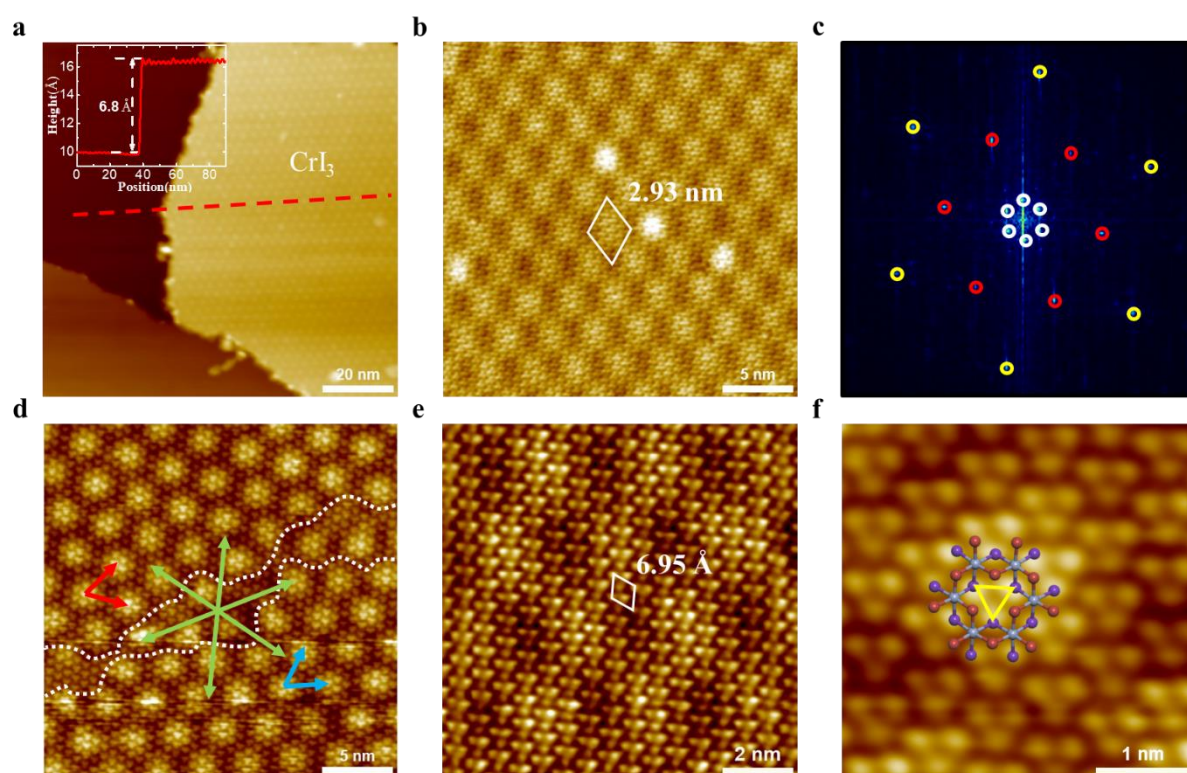 a
16
14
12
10
Height(Å)
6.8 Å
0 20 40 60 80
Position(nm)
CrI₃
20 nm
b
2.93 nm
5 nm
c
d
5 nm
e
6.95 Å
2 nm
f
1 nm